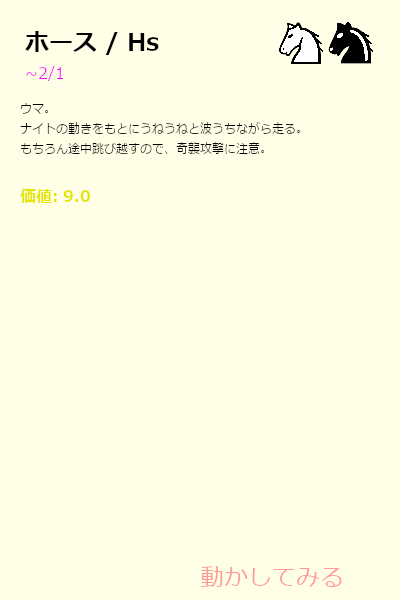 ホース / Hs
~2/1
ウマ。
ナイトの動きをもとにうねうねと波うちながら走る。
もちろん途中跳び越すので、奇襲攻撃に注意。
価値: 9.0
動かしてみる